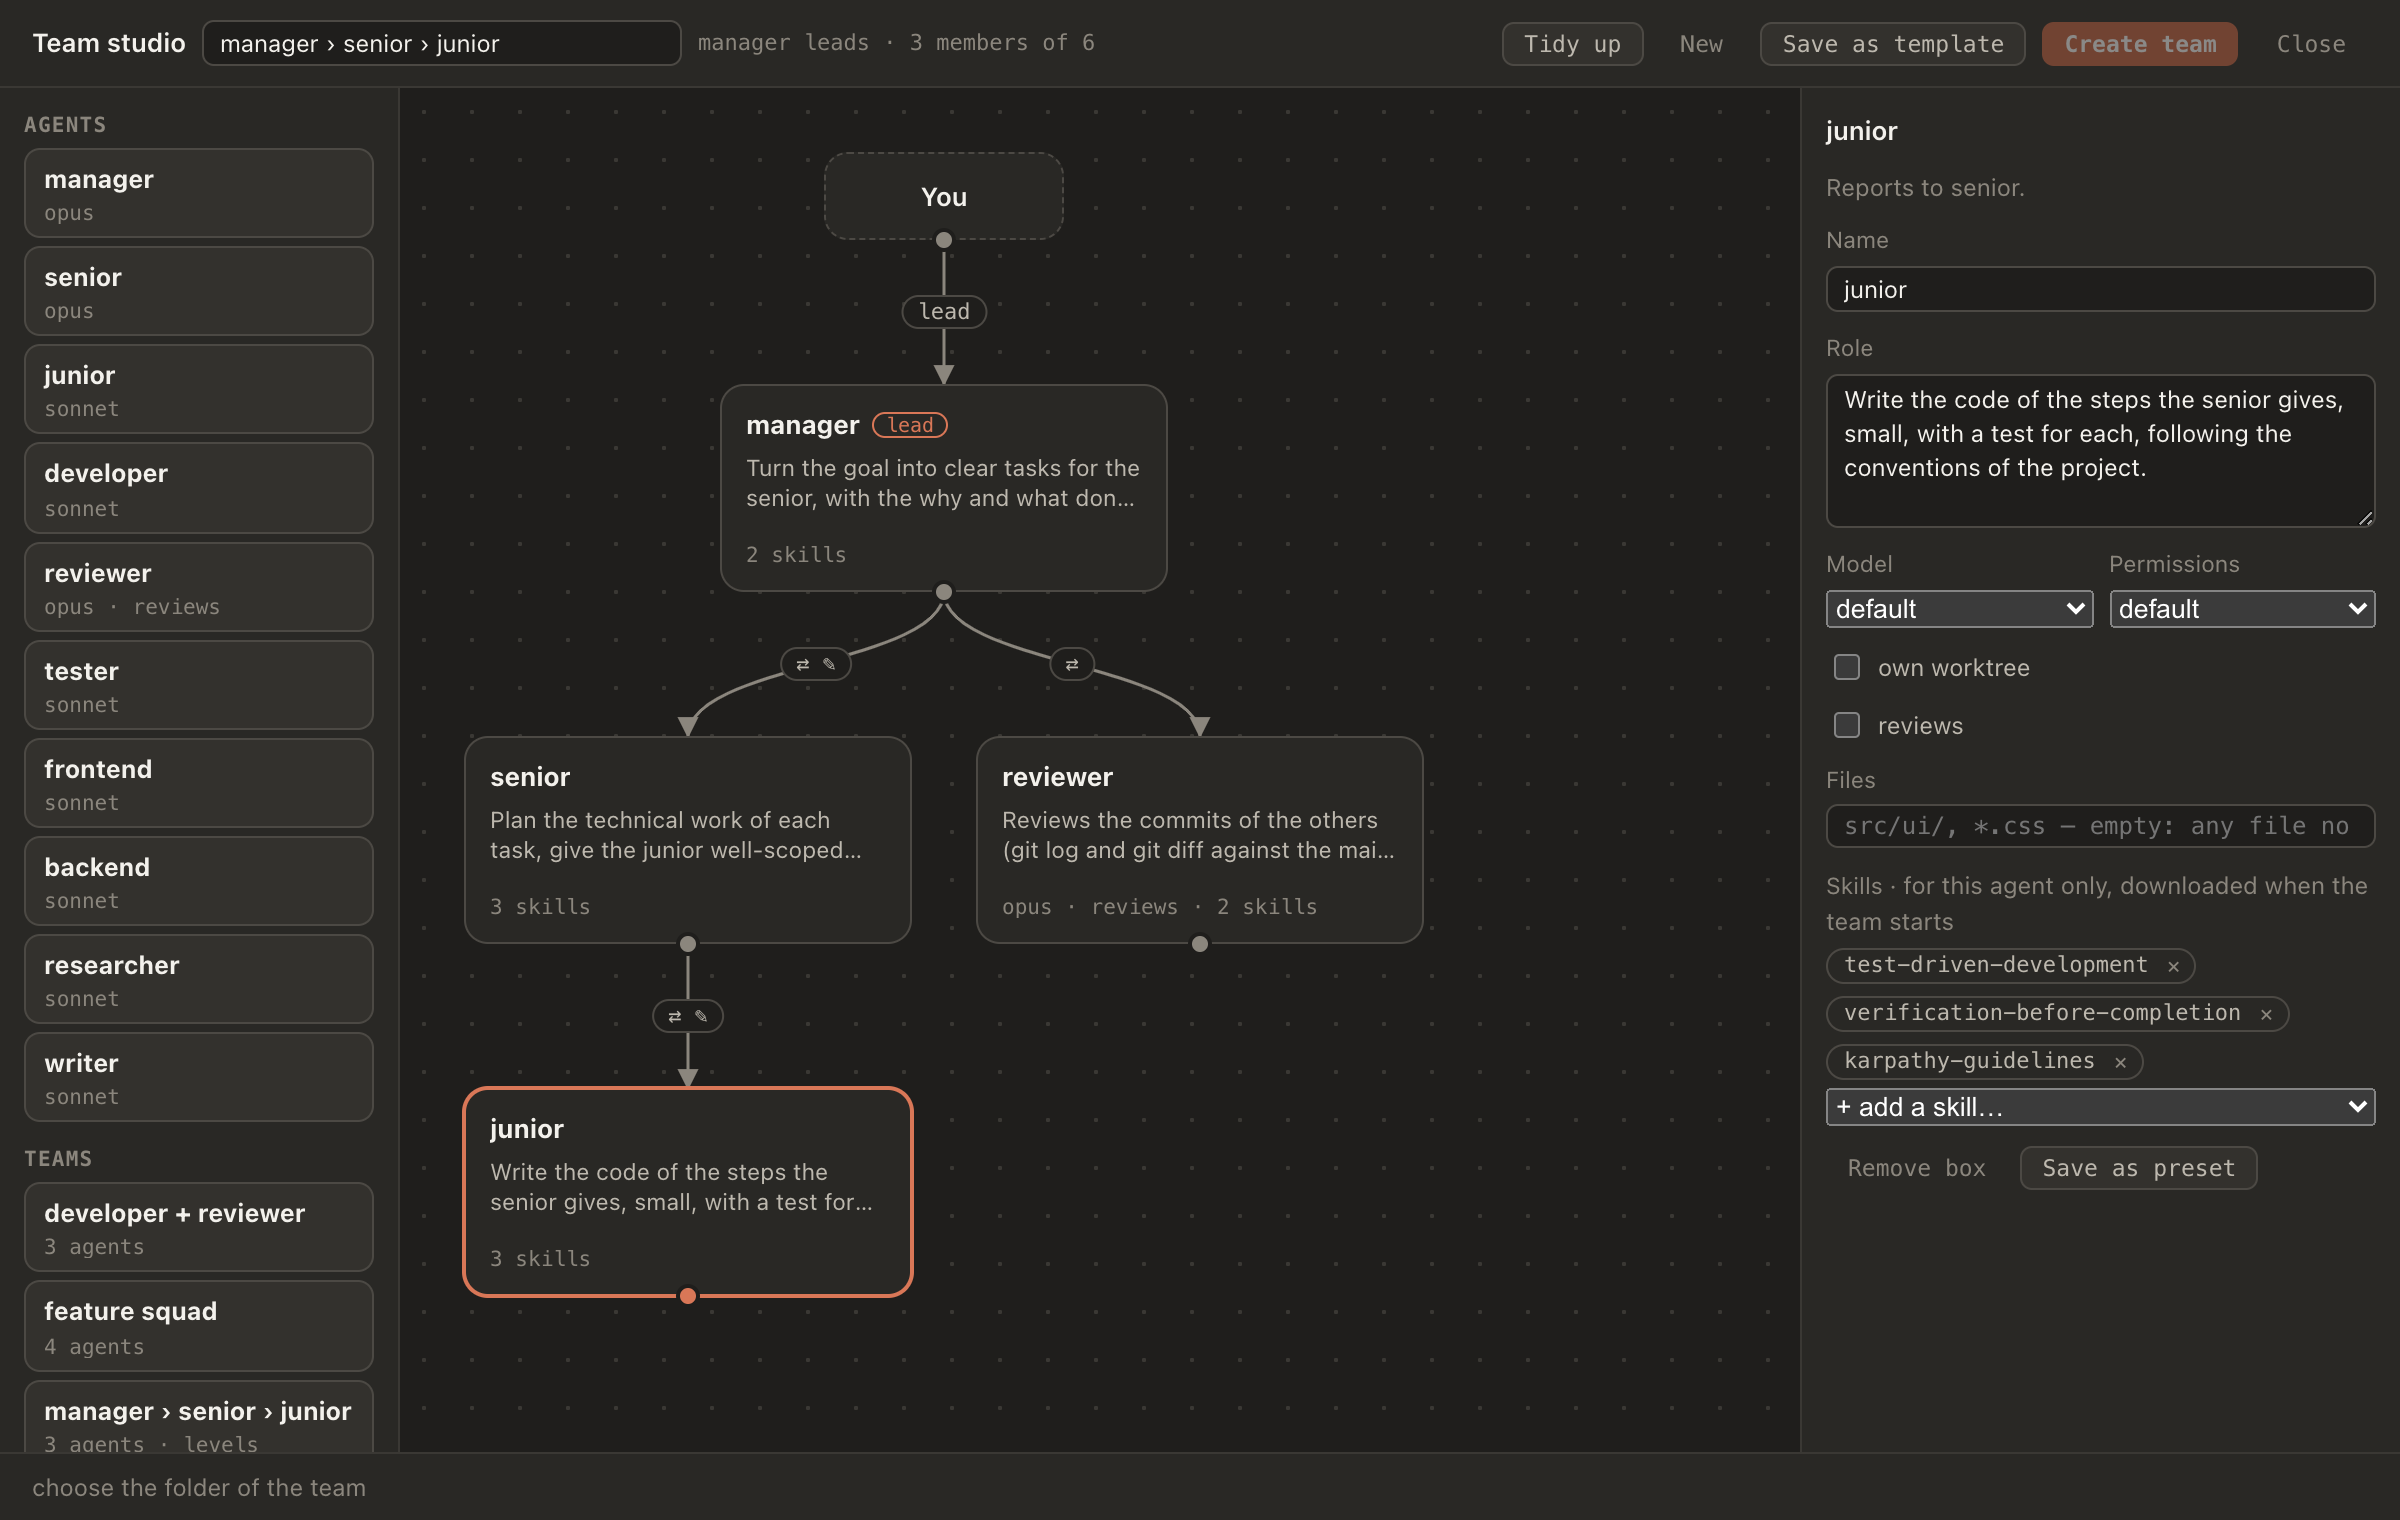 Team studio
manager › senior › junior
manager leads · 3 members of 6
Tidy up
New
Save as template
Create team
Close
AGENTS
manager
opus
senior
opus
junior
sonnet
developer
sonnet
reviewer
opus · reviews
tester
sonnet
frontend
sonnet
backend
sonnet
researcher
sonnet
writer
sonnet
TEAMS
developer + reviewer
3 agents
feature squad
4 agents
manager › senior › junior
3 agents · levels
You
lead
manager lead
Turn the goal into clear tasks for the
senior, with the why and what don...
2 skills
⇄ ✎
⇄
senior
Plan the technical work of each
task, give the junior well-scoped...
3 skills
reviewer
Reviews the commits of the others
(git log and git diff against the mai...
opus · reviews · 2 skills
⇄ ✎
junior
Write the code of the steps the
senior gives, small, with a test for...
3 skills
junior
Reports to senior.
Name
junior
Role
Write the code of the steps the senior gives,
small, with a test for each, following the
conventions of the project.
Model
Permissions
default
default
own worktree
reviews
Files
src/ui/, *.css — empty: any file no
Skills · for this agent only, downloaded when the
team starts
test-driven-development ×
verification-before-completion ×
karpathy-guidelines ×
+ add a skill...
Remove box
Save as preset
choose the folder of the team